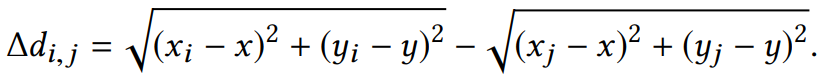 Δd_{i,j} = √((x_i − x)² + (y_i − y)²) − √((x_j − x)² + (y_j − y)²).